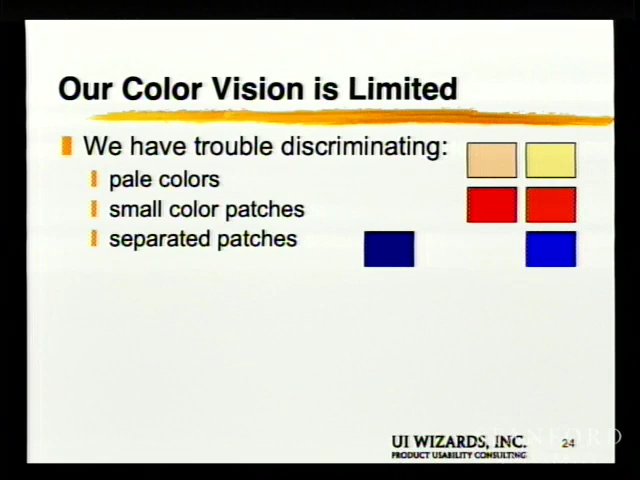 Our Color Vision is Limited
We have trouble discriminating:
pale colors
small color patches
separated patches
UI WIZARDS, INC.
PRODUCT USABILITY CONSULTING
24
STANFORD